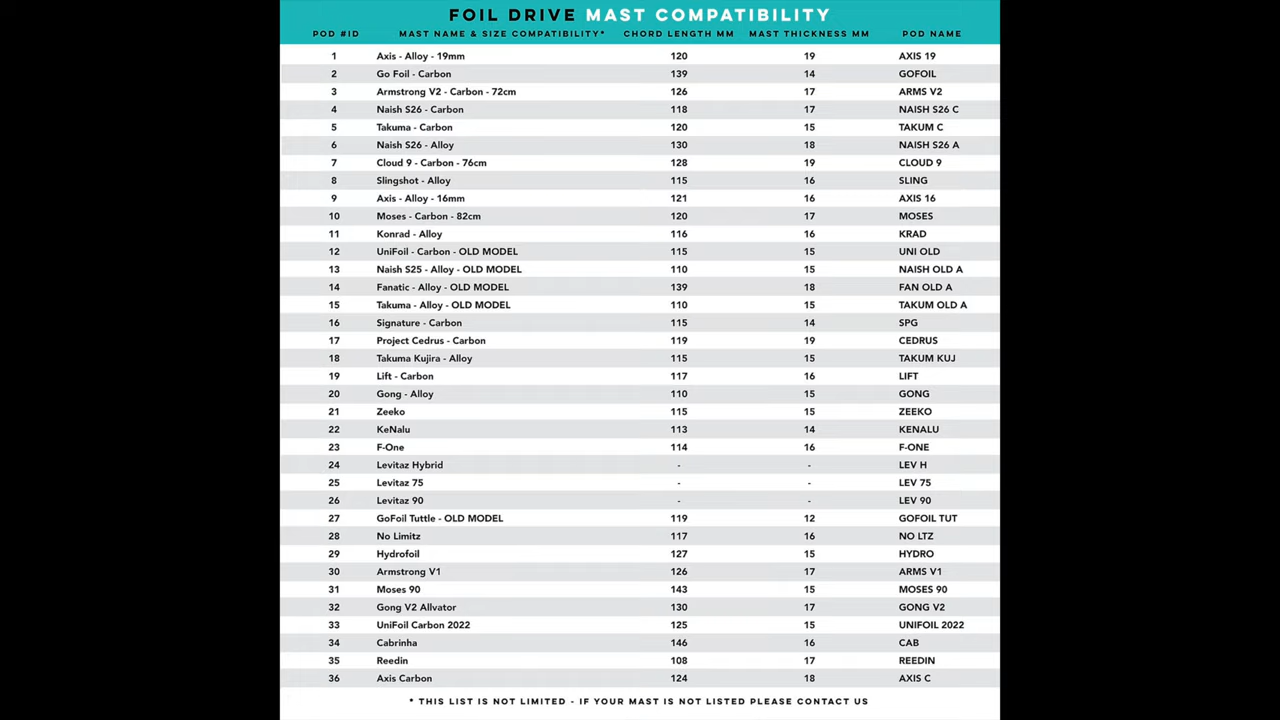 FOIL DRIVE MAST COMPATIBILITY
POD #ID MAST NAME & SIZE COMPATIBILITY* CHORD LENGTH MM MAST THICKNESS MM POD NAME
1 Axis - Alloy - 19mm 120 19 AXIS 19
2 Go Foil - Carbon 139 14 GOFOIL
3 Armstrong V2 - Carbon - 72cm 126 17 ARMS V2
4 Naish S26 - Carbon 118 17 NAISH S26 C
5 Takuma - Carbon 120 15 TAKUM C
6 Naish S26 - Alloy 130 18 NAISH S26 A
7 Cloud 9 - Carbon - 76cm 128 19 CLOUD 9
8 Slingshot - Alloy 115 16 SLING
9 Axis - Alloy - 16mm 121 16 AXIS 16
10 Moses - Carbon - 82cm 120 17 MOSES
11 Konrad - Alloy 116 16 KRAD
12 UniFoil - Carbon - OLD MODEL 115 15 UNI OLD
13 Naish S25 - Alloy - OLD MODEL 110 15 NAISH OLD A
14 Fanatic - Alloy - OLD MODEL 139 18 FAN OLD A
15 Takuma - Alloy - OLD MODEL 110 15 TAKUM OLD A
16 Signature - Carbon 115 14 SPG
17 Project Cedrus - Carbon 119 19 CEDRUS
18 Takuma Kujira - Alloy 115 15 TAKUM KUJ
19 Lift - Carbon 117 16 LIFT
20 Gong - Alloy 110 15 GONG
21 Zeeko 115 15 ZEEKO
22 KeNalu 113 14 KENALU
23 F-One 114 16 F-ONE
24 Levitaz Hybrid - - LEV H
25 Levitaz 75 - - LEV 75
26 Levitaz 90 - - LEV 90
27 GoFoil Tuttle - OLD MODEL 119 12 GOFOIL TUT
28 No Limitz 117 16 NO LTZ
29 Hydrofoil 127 15 HYDRO
30 Armstrong V1 126 17 ARMS V1
31 Moses 90 143 15 MOSES 90
32 Gong V2 Allvator 130 17 GONG V2
33 UniFoil Carbon 2022 125 15 UNIFOIL 2022
34 Cabrinha 146 16 CAB
35 Reedin 108 17 REEDIN
36 Axis Carbon 124 18 AXIS C
* THIS LIST IS NOT LIMITED - IF YOUR MAST IS NOT LISTED PLEASE CONTACT US